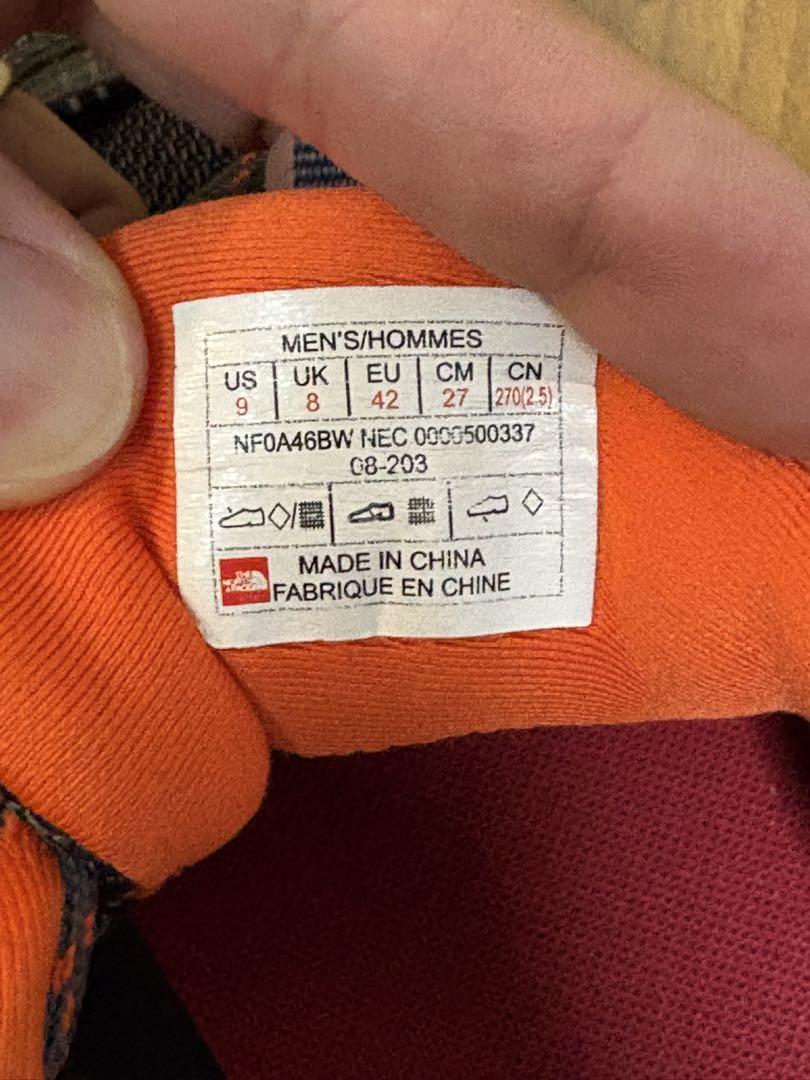 MEN'S/HOMMES
US UK EU CM CN
9 8 42 27 270(2.5)
NF0A46BW NEC 0000500337
08-203
MADE IN CHINA
FABRIQUE EN CHINE